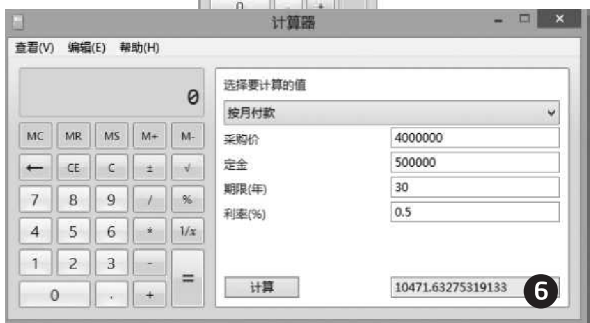 0 . +
计算器
查看(V) 编辑(E) 帮助(H)
0
选择要计算的值
按月付款
MC MR MS M+ M-
采购价 4000000
← CE C ± √
定金 500000
7 8 9 / %
期限(年) 30
利率(%) 0.5
4 5 6 * 1/x
1 2 3 - =
0 . +
计算 10471.63275319133 6